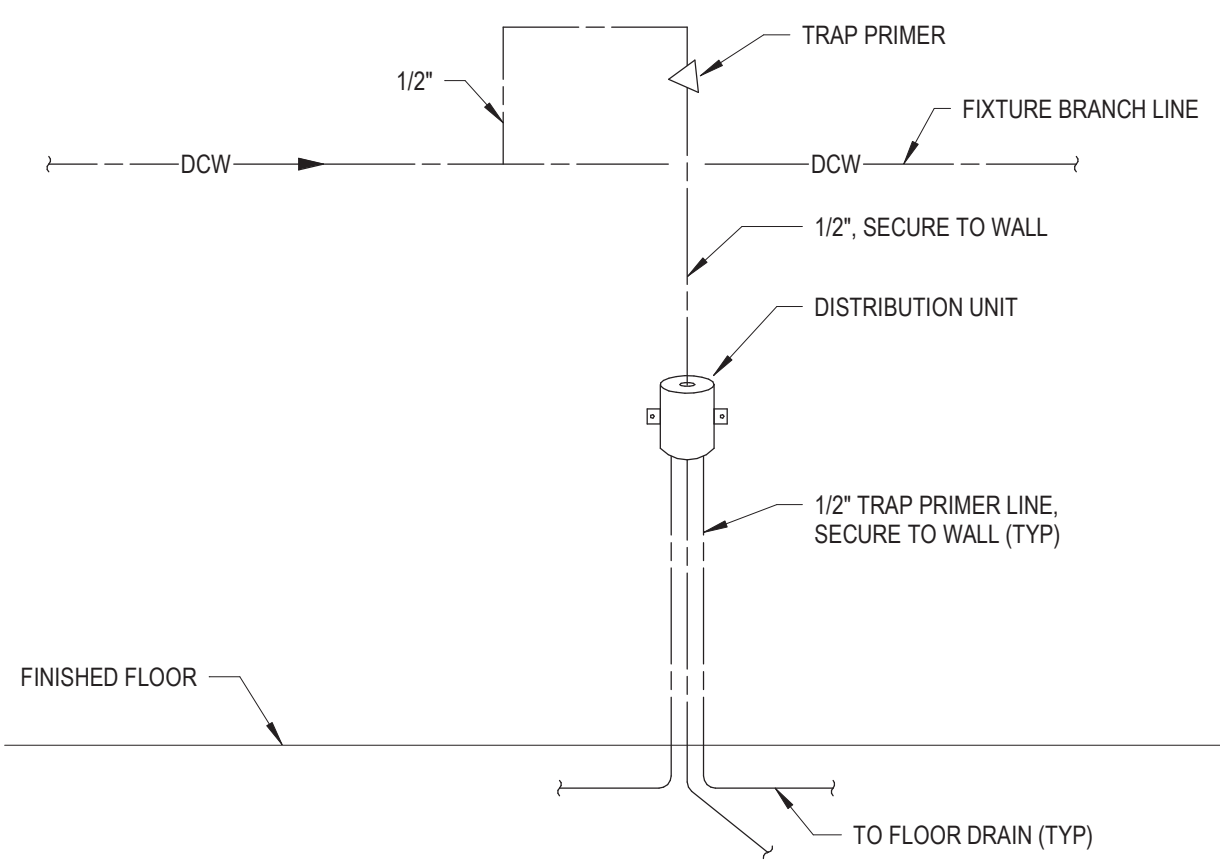 TRAP PRIMER
1/2"
FIXTURE BRANCH LINE
DCW
DCW
1/2", SECURE TO WALL
DISTRIBUTION UNIT
1/2" TRAP PRIMER LINE,
SECURE TO WALL (TYP)
FINISHED FLOOR
TO FLOOR DRAIN (TYP)